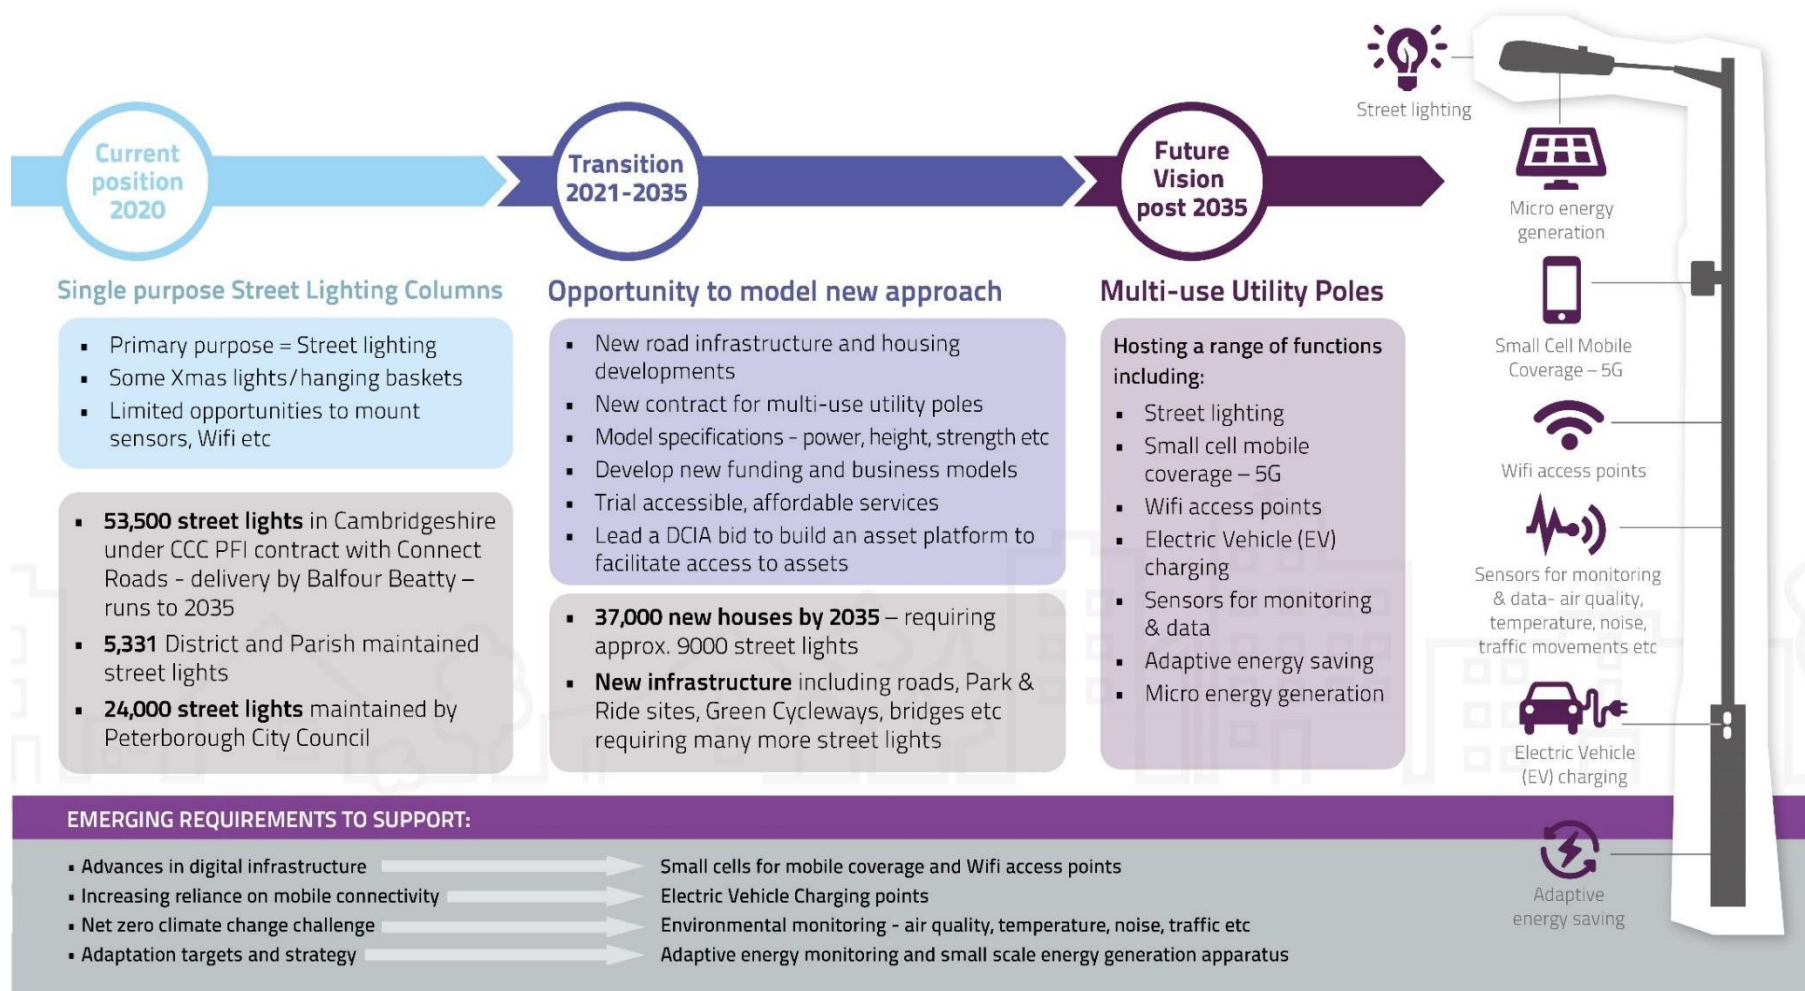 Current
position
2020
Transition
2021-2035
Future
Vision
post 2035
Single purpose Street Lighting Columns
▪ Primary purpose = Street lighting
▪ Some Xmas lights/hanging baskets
▪ Limited opportunities to mount
sensors, Wifi etc
▪ 53,500 street lights in Cambridgeshire
under CCC PFI contract with Connect
Roads - delivery by Balfour Beatty –
runs to 2035
▪ 5,331 District and Parish maintained
street lights
▪ 24,000 street lights maintained by
Peterborough City Council
Opportunity to model new approach
▪ New road infrastructure and housing
developments
▪ New contract for multi-use utility poles
▪ Model specifications - power, height, strength etc
▪ Develop new funding and business models
▪ Trial accessible, affordable services
▪ Lead a DCIA bid to build an asset platform to
facilitate access to assets
▪ 37,000 new houses by 2035 – requiring
approx. 9000 street lights
▪ New infrastructure including roads, Park &
Ride sites, Green Cycleways, bridges etc
requiring many more street lights
Multi-use Utility Poles
Hosting a range of functions
including:
▪ Street lighting
▪ Small cell mobile
coverage – 5G
▪ Wifi access points
▪ Electric Vehicle (EV)
charging
▪ Sensors for monitoring
& data
▪ Adaptive energy saving
▪ Micro energy generation
Street lighting
Micro energy
generation
Small Cell Mobile
Coverage – 5G
Wifi access points
Sensors for monitoring
& data- air quality,
temperature, noise,
traffic movements etc
Electric Vehicle
(EV) charging
Adaptive
energy saving
EMERGING REQUIREMENTS TO SUPPORT:
▪ Advances in digital infrastructure
Small cells for mobile coverage and Wifi access points
▪ Increasing reliance on mobile connectivity
Electric Vehicle Charging points
▪ Net zero climate change challenge
Environmental monitoring - air quality, temperature, noise, traffic etc
▪ Adaptation targets and strategy
Adaptive energy monitoring and small scale energy generation apparatus